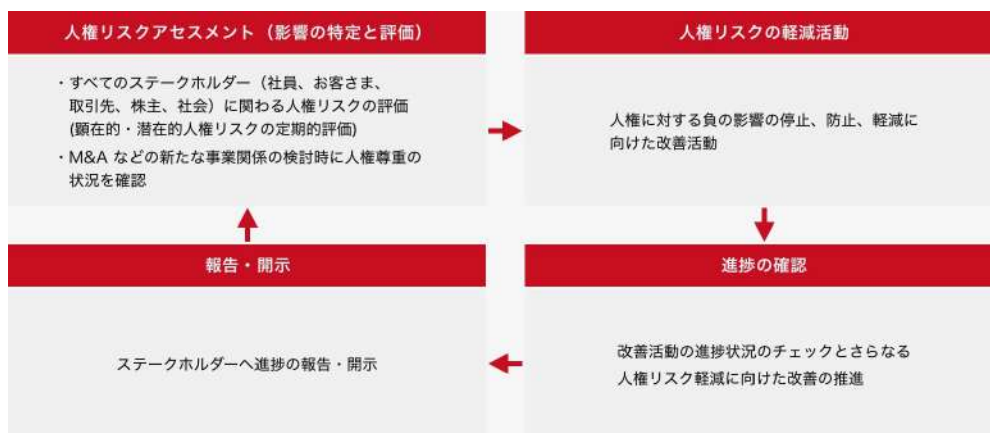 人権リスクアセスメント（影響の特定と評価）
・すべてのステークホルダー（社員、お客さま、
取引先、株主、社会）に関わる人権リスクの評価
(顕在的・潜在的人権リスクの定期的評価)
・M&A などの新たな事業関係の検討時に人権尊重の
状況を確認
人権リスクの軽減活動
人権に対する負の影響の停止、防止、軽減に
向けた改善活動
進捗の確認
改善活動の進捗状況のチェックとさらなる
人権リスク軽減に向けた改善の推進
報告・開示
ステークホルダーへ進捗の報告・開示